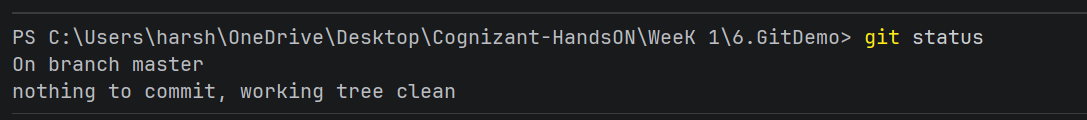 PS C:\Users\harsh\OneDrive\Desktop\Cognizant-HandsON\WeeK 1\6.GitDemo> git status
On branch master
nothing to commit, working tree clean